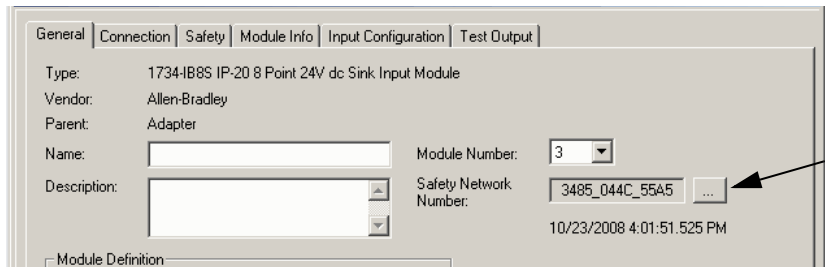 General Connection Safety Module Info Input Configuration Test Output
Type: 1734-IB8S IP-20 8 Point 24V dc Sink Input Module
Vendor: Allen-Bradley
Parent: Adapter
Name: Module Number: 3
Description: Safety Network Number: 3485_044C_55A5 ...
10/23/2008 4:01:51.525 PM
Module Definition